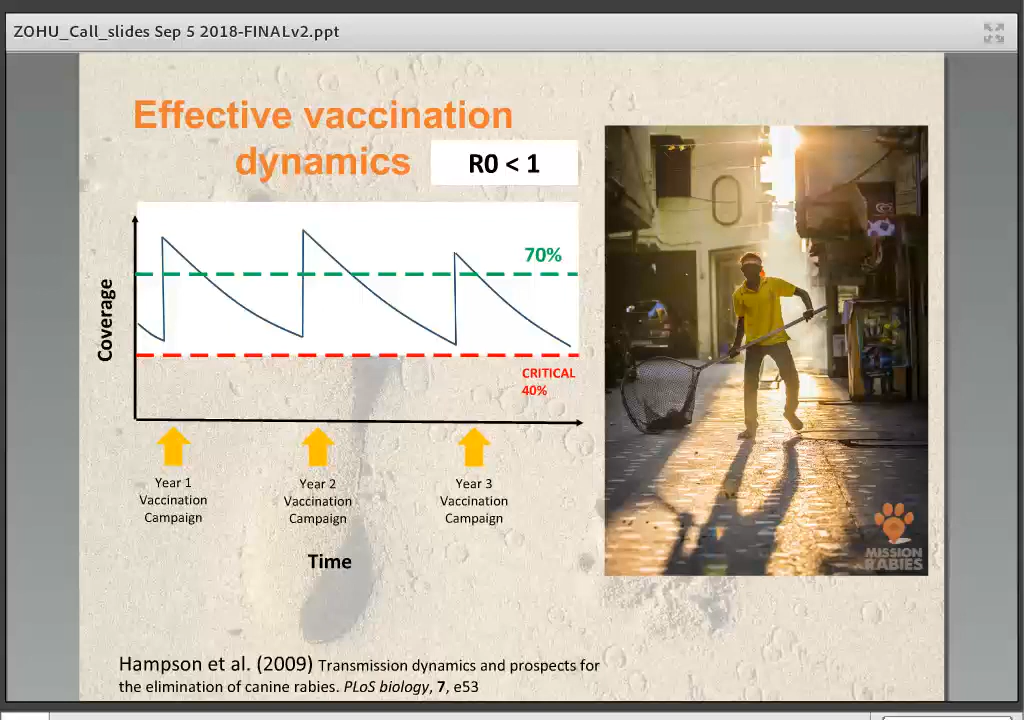 ZOHU_Call_slides Sep 5 2018-FINALv2.ppt
Effective vaccination
dynamics
R0 < 1
70%
Coverage
CRITICAL
40%
Year 1
Vaccination
Campaign
Year 2
Vaccination
Campaign
Year 3
Vaccination
Campaign
Time
MISSION
RABIES
Hampson et al. (2009) Transmission dynamics and prospects for
the elimination of canine rabies. PLoS biology, 7, e53